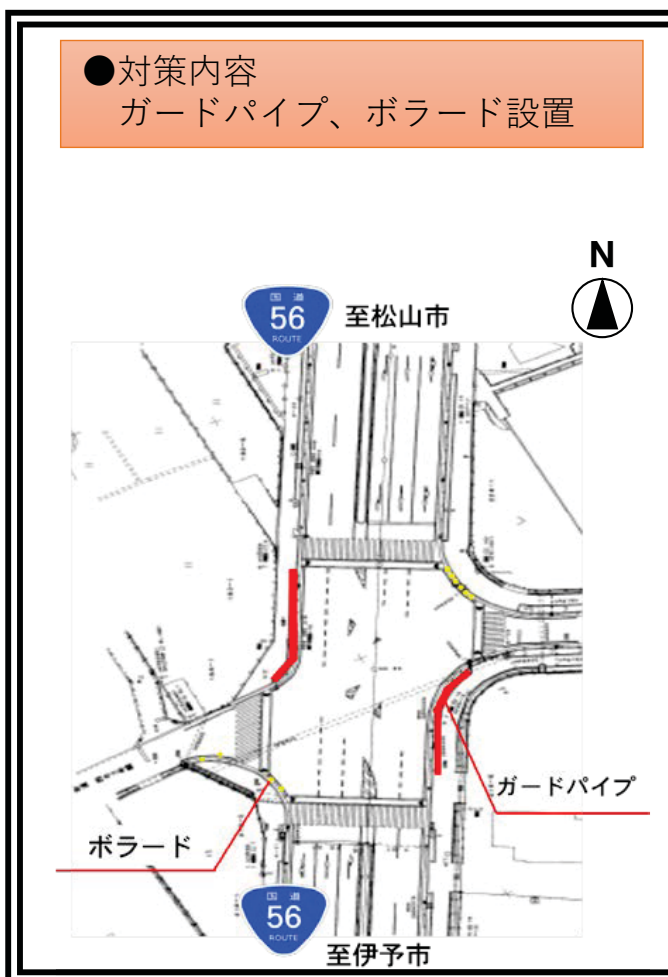 ●対策内容
ガードパイプ、ボラード設置
N
国道
56
ROUTE
至松山市
ガードパイプ
ボラード
国道
56
ROUTE
至伊予市